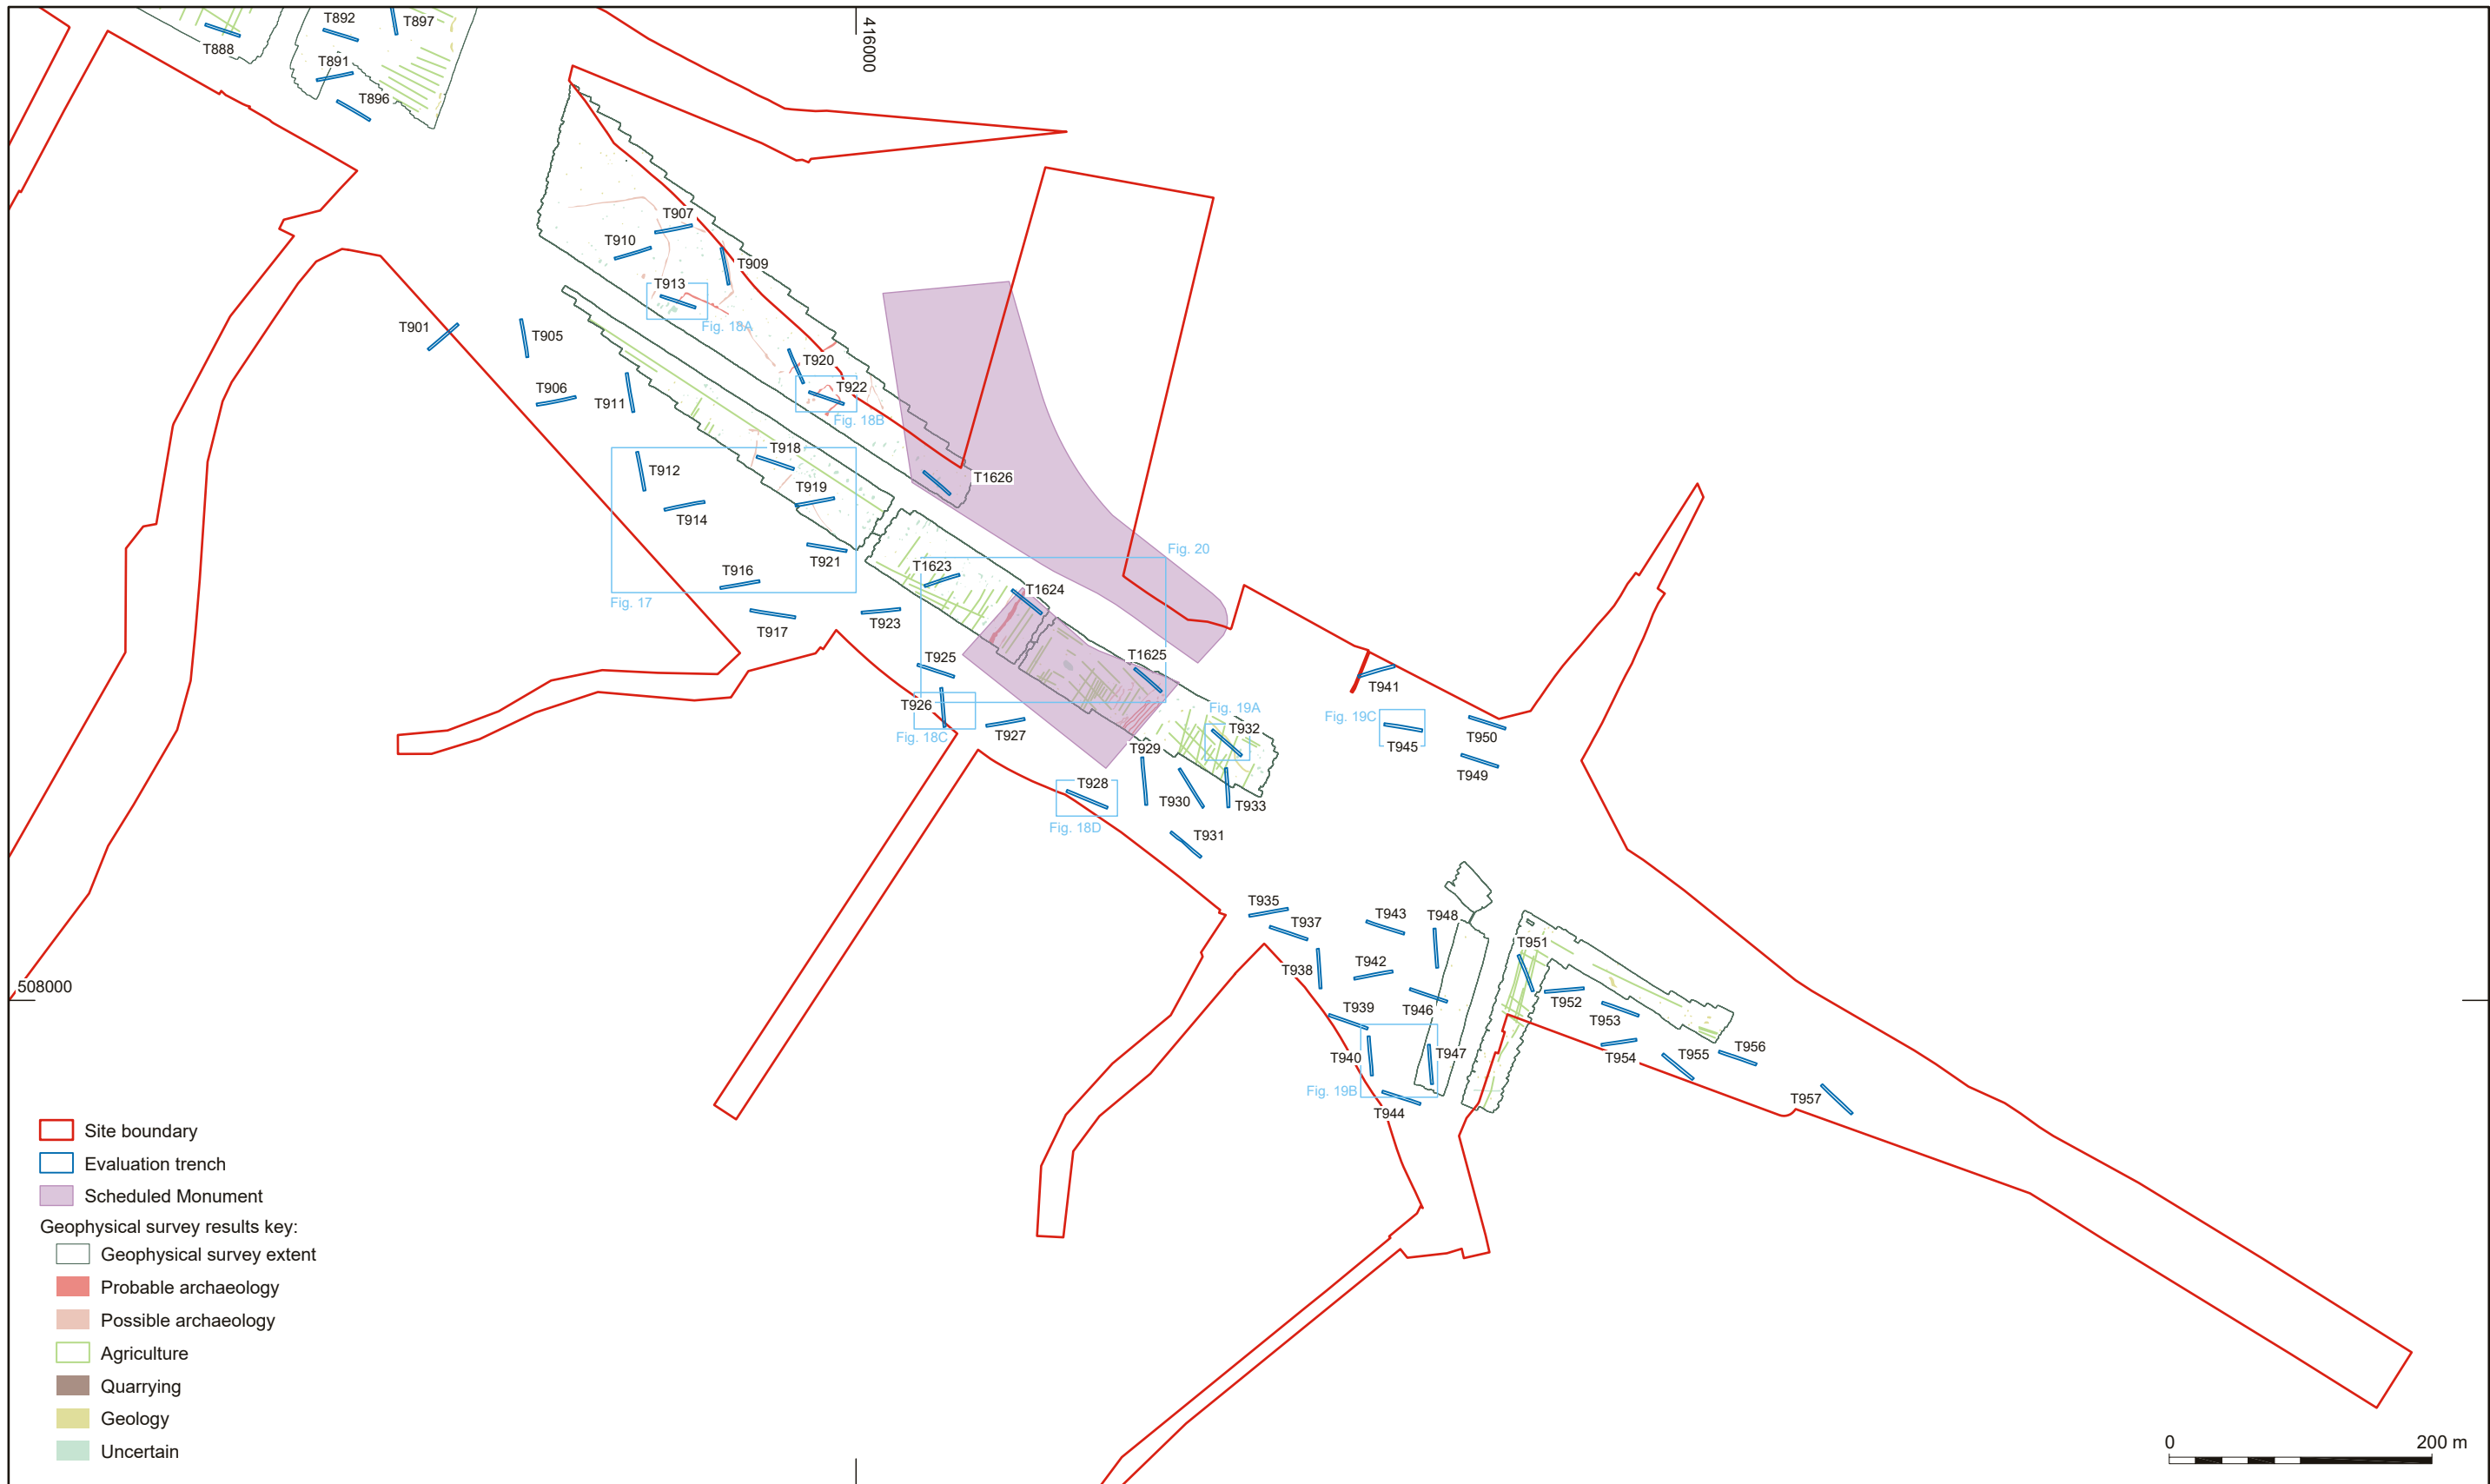 T892
T897
T888
T891
T896
416000
T907
T910
T909
T913
Fig. 18A
T901
T905
T920
T906
T911
T922
Fig. 18B
T918
T912
T1626
T919
T914
Fig. 20
T921
T1623
T916
T1624
Fig. 17
T917
T923
T925
T1625
T941
T926
Fig. 19A
Fig. 19C
T932
T927
Fig. 18C
T950
T945
T929
T949
T928
T930
T933
Fig. 18D
T931
T935
T943
T948
T937
T951
T942
T938
508000
T952
T939
T946
T953
T956
T940
T947
T954
T955
Fig. 19B
T957
T944
Site boundary
Evaluation trench
Scheduled Monument
Geophysical survey results key:
Geophysical survey extent
Probable archaeology
Possible archaeology
Agriculture
Quarrying
Geology
Uncertain
0 200 m